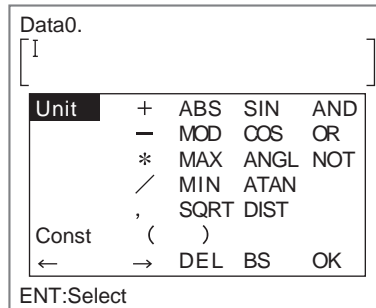 Data0.
Unit + ABS SIN AND
− MOD COS OR
* MAX ANGL NOT
／ MIN ATAN
, SQRT DIST
Const ( )
← → DEL BS OK
ENT:Select